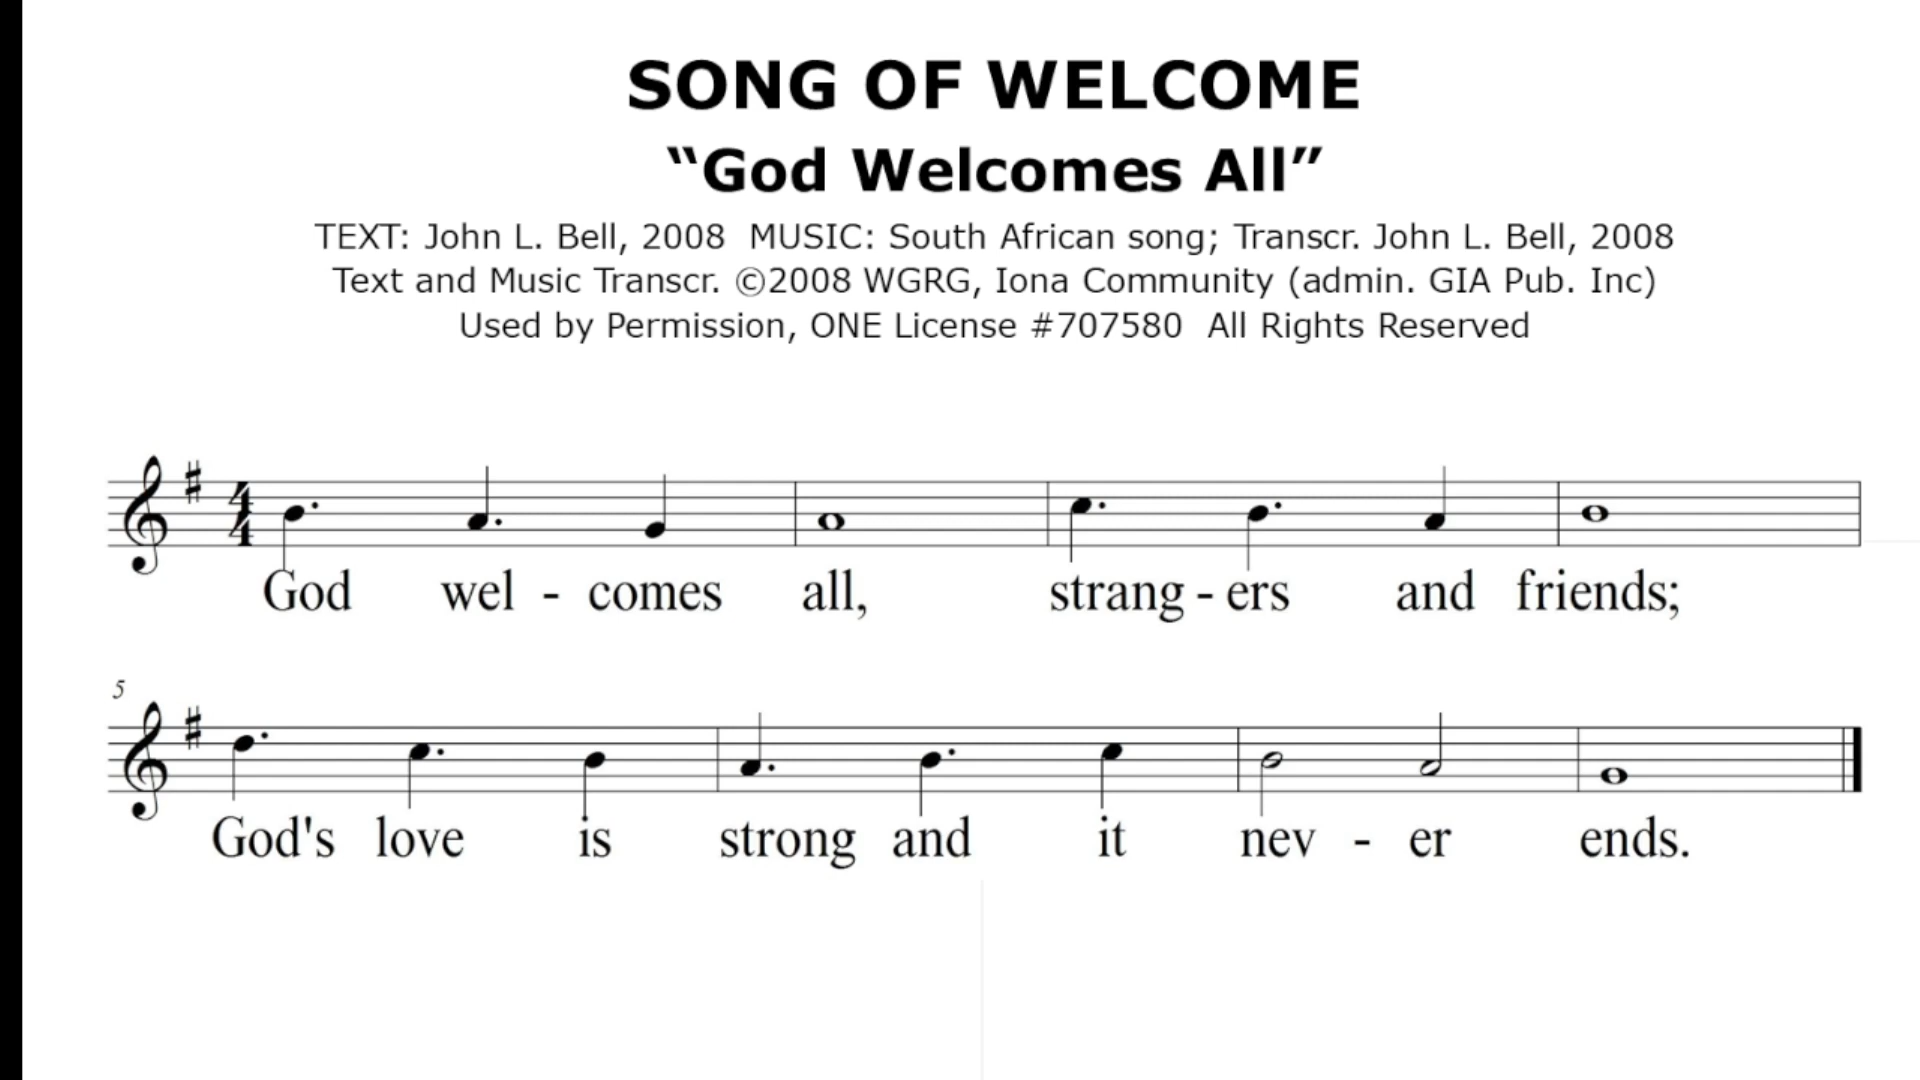 SONG OF WELCOME
“God Welcomes All”
TEXT: John L. Bell, 2008  MUSIC: South African song; Transcr. John L. Bell, 2008
Text and Music Transcr. ©2008 WGRG, Iona Community (admin. GIA Pub. Inc)
Used by Permission, ONE License #707580  All Rights Reserved
4
4
God wel - comes all, strang - ers and friends;
5
God's love is strong and it nev - er ends.